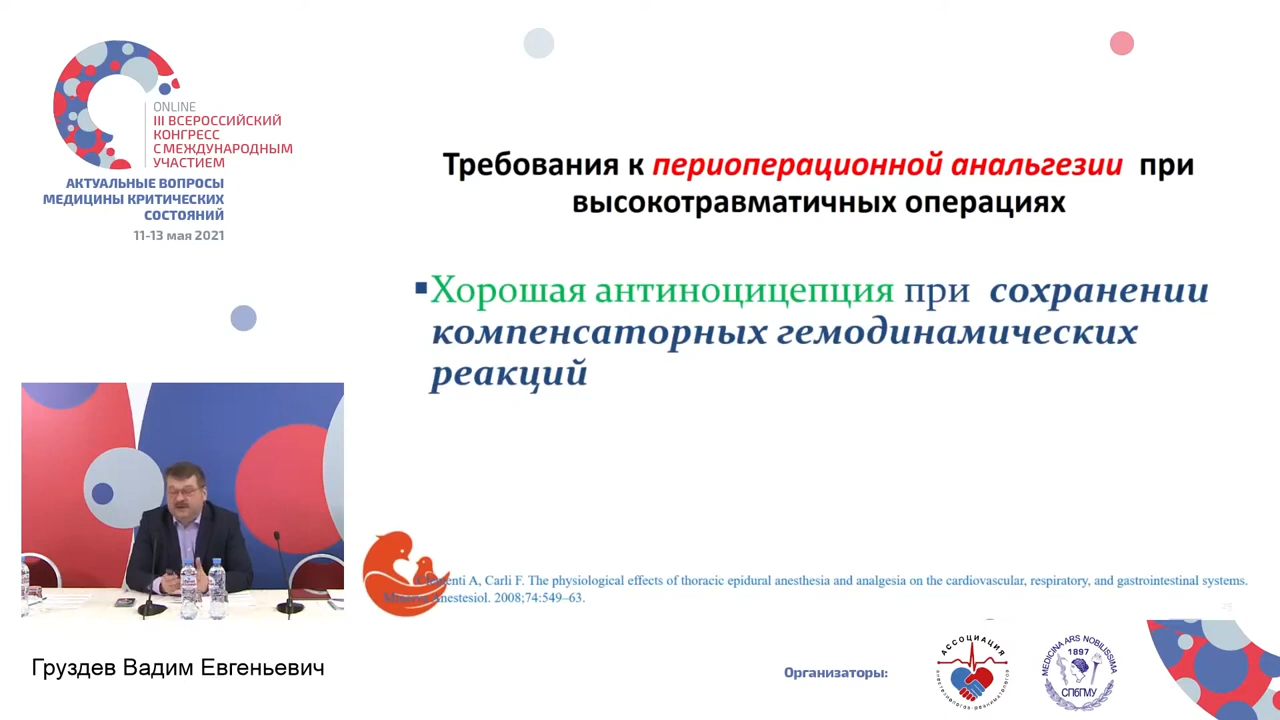 ONLINE
III ВСЕРОССИЙСКИЙ
КОНГРЕСС
С МЕЖДУНАРОДНЫМ
УЧАСТИЕМ
АКТУАЛЬНЫЕ ВОПРОСЫ
МЕДИЦИНЫ КРИТИЧЕСКИХ
СОСТОЯНИЙ
11-13 мая 2021
Требования к периоперационной анальгезии при
высокотравматичных операциях
Хорошая антиноцицепция при сохранении
компенсаторных гемодинамических
реакций
A, Carli F. The physiological effects of thoracic epidural anesthesia and analgesia on the cardiovascular, respiratory, and gastrointestinal systems.
Anestesiol. 2008;74:549–63.
Груздев Вадим Евгеньевич
Организаторы:
АССОЦИАЦИЯ
анестезиологов-реаниматологов
MEDICINA ARS NOBILISSIMA
1897
СПбГМУ